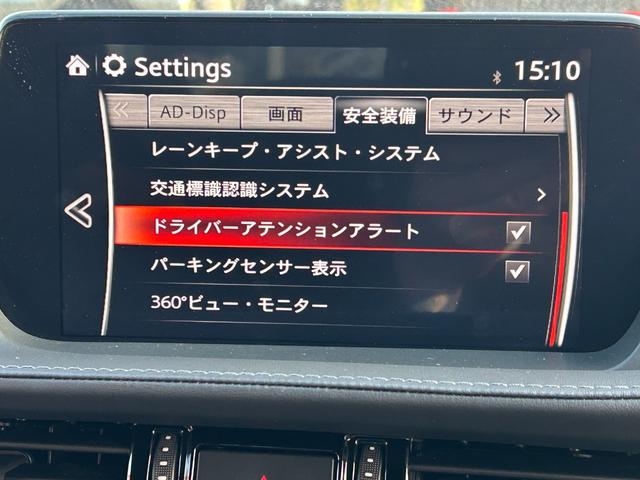 Settings 15:10
AD-Disp 画面 安全装備 サウンド
レーンキープ・アシスト・システム
交通標識認識システム
ドライバーアテンションアラート
パーキングセンサー表示
360°ビュー・モニター